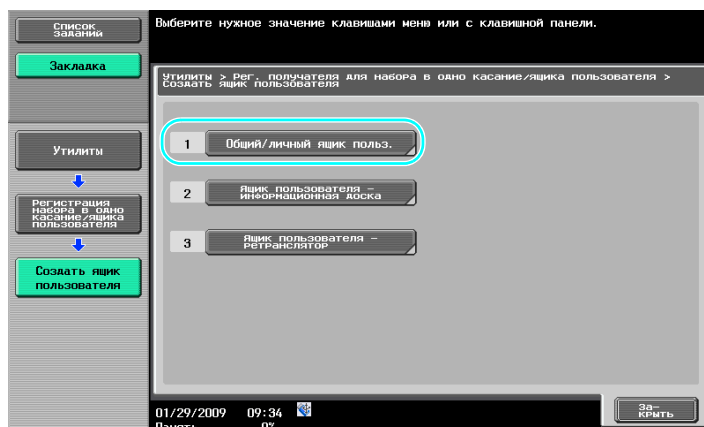 Список
заданий
Выберите нужное значение клавишами меню или с клавишной панели.
Закладка
Утилиты > Рег. получателя для набора в одно касание/ящика пользователя >
Создать ящик пользователя
1 Общий/личный ящик польз.
Утилиты
2 Ящик пользователя –
информационная доска
Регистрация
набора в одно
касание/ящика
пользователя
3 Ящик пользователя –
ретранслятор
Создать ящик
пользователя
01/29/2009 09:34
Память 0%
За-
крыть